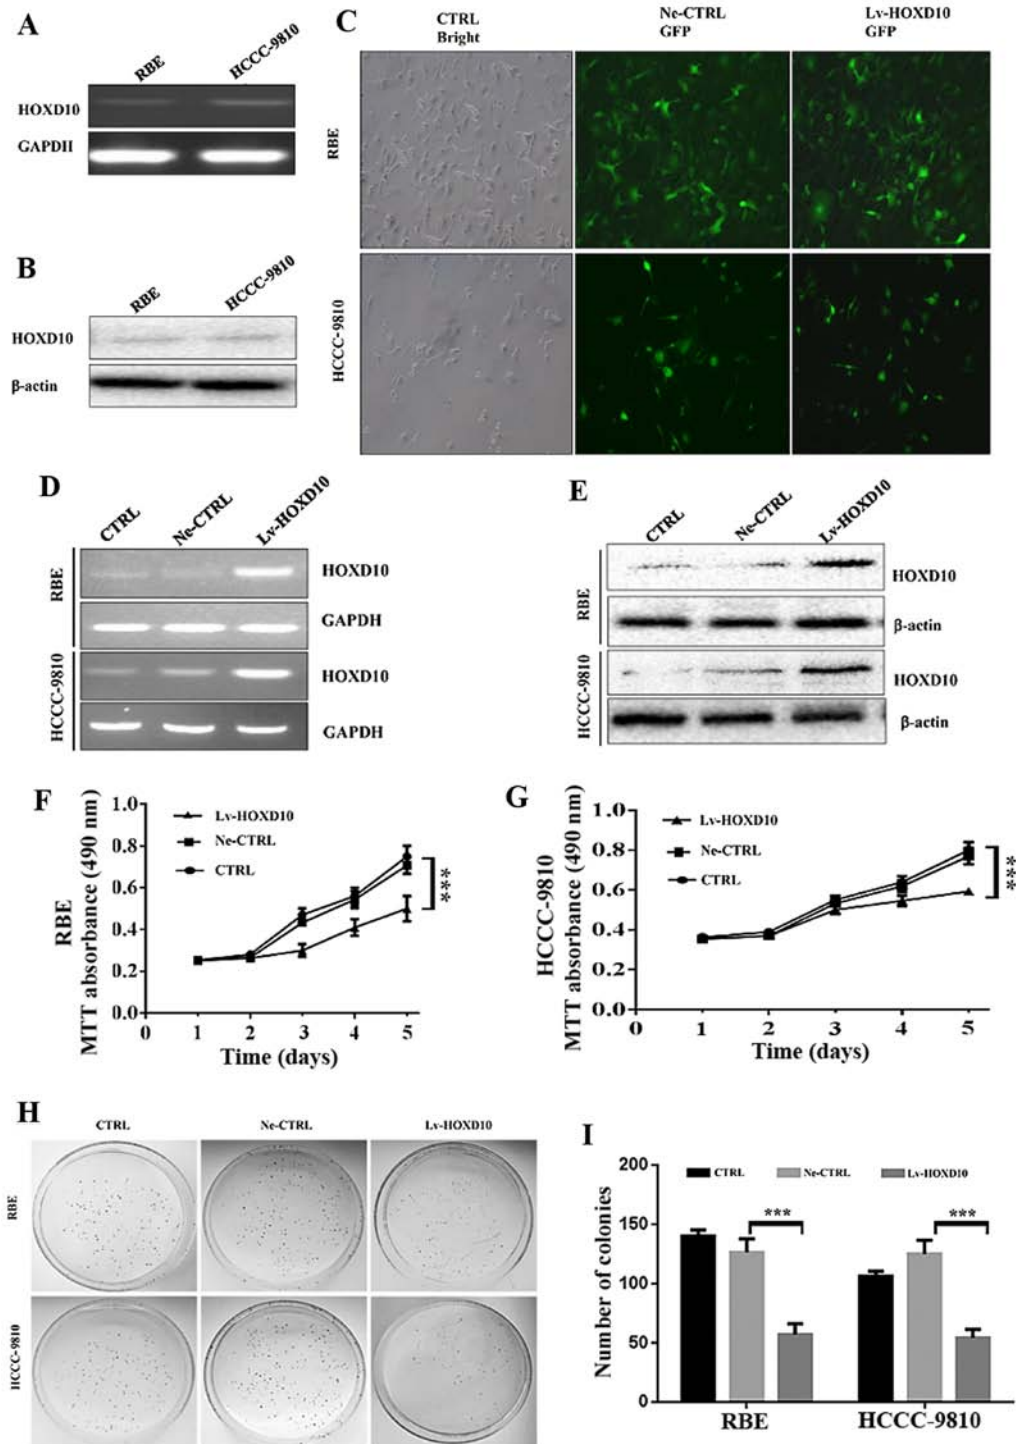 A
RBE
HCCC-9810
HOXD10
GAPDH
B
RBE
HCCC-9810
HOXD10
β-actin
C
CTRL
Bright
Ne-CTRL
GFP
Lv-HOXD10
GFP
RBE
HCCC-9810
D
CTRL
Ne-CTRL
Lv-HOXD10
RBE
HOXD10
GAPDH
HCCC-9810
HOXD10
GAPDH
E
CTRL
Ne-CTRL
Lv-HOXD10
RBE
HOXD10
β-actin
HCCC-9810
HOXD10
β-actin
F
RBE
MTT absorbance (490 nm)
1.0
0.8
0.6
0.4
0.2
0.0
Lv-HOXD10
Ne-CTRL
CTRL
***
0 1 2 3 4 5
Time (days)
G
HCCC-9810
MTT absorbance (490 nm)
1.0
0.8
0.6
0.4
0.2
0.0
Lv-HOXD10
Ne-CTRL
CTRL
***
0 1 2 3 4 5
Time (days)
H
CTRL
Ne-CTRL
Lv-HOXD10
RBE
HCCC-9810
I
Number of colonies
200
150
100
50
0
CTRL
Ne-CTRL
Lv-HOXD10
***
***
RBE
HCCC-9810